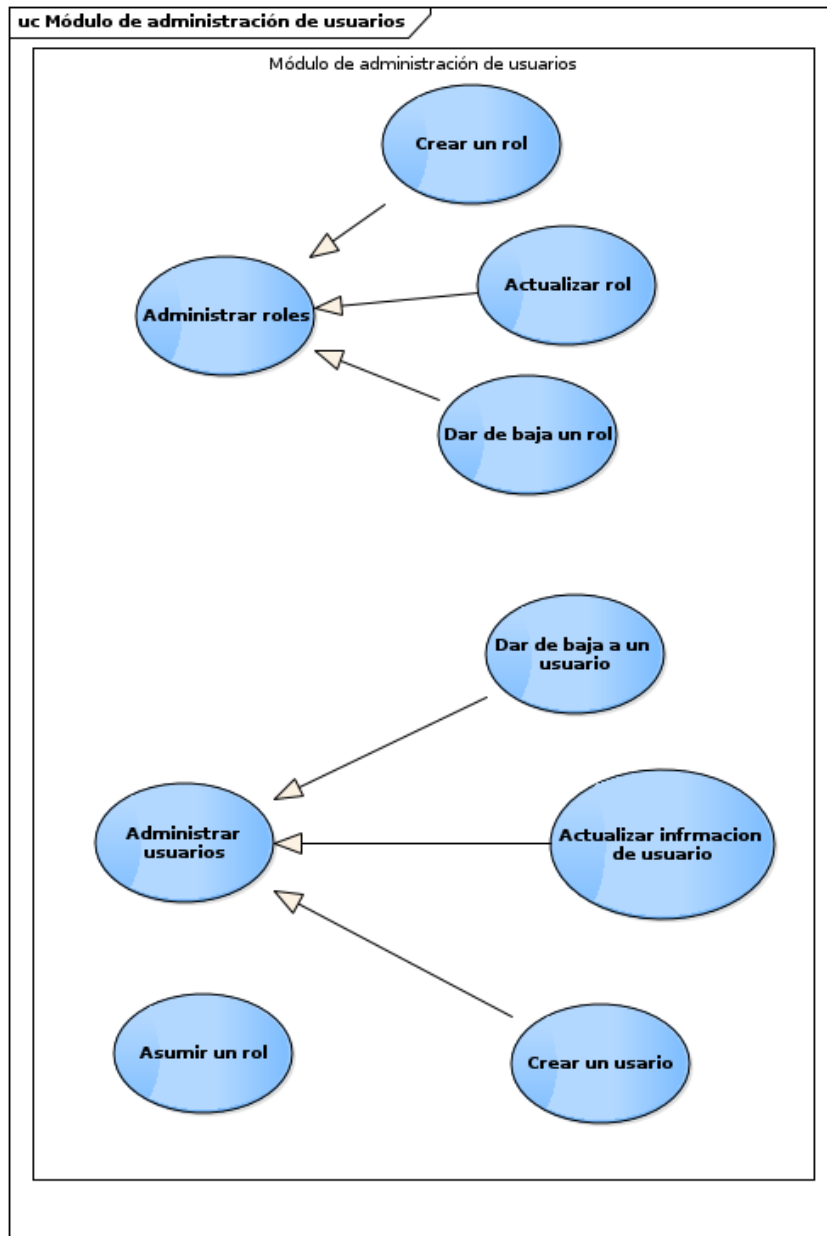 uc Módulo de administración de usuarios
Módulo de administración de usuarios
Crear un rol
Actualizar rol
Administrar roles
Dar de baja un rol
Dar de baja a un
usuario
Administrar
usuarios
Actualizar infrmacion
de usuario
Asumir un rol
Crear un usario